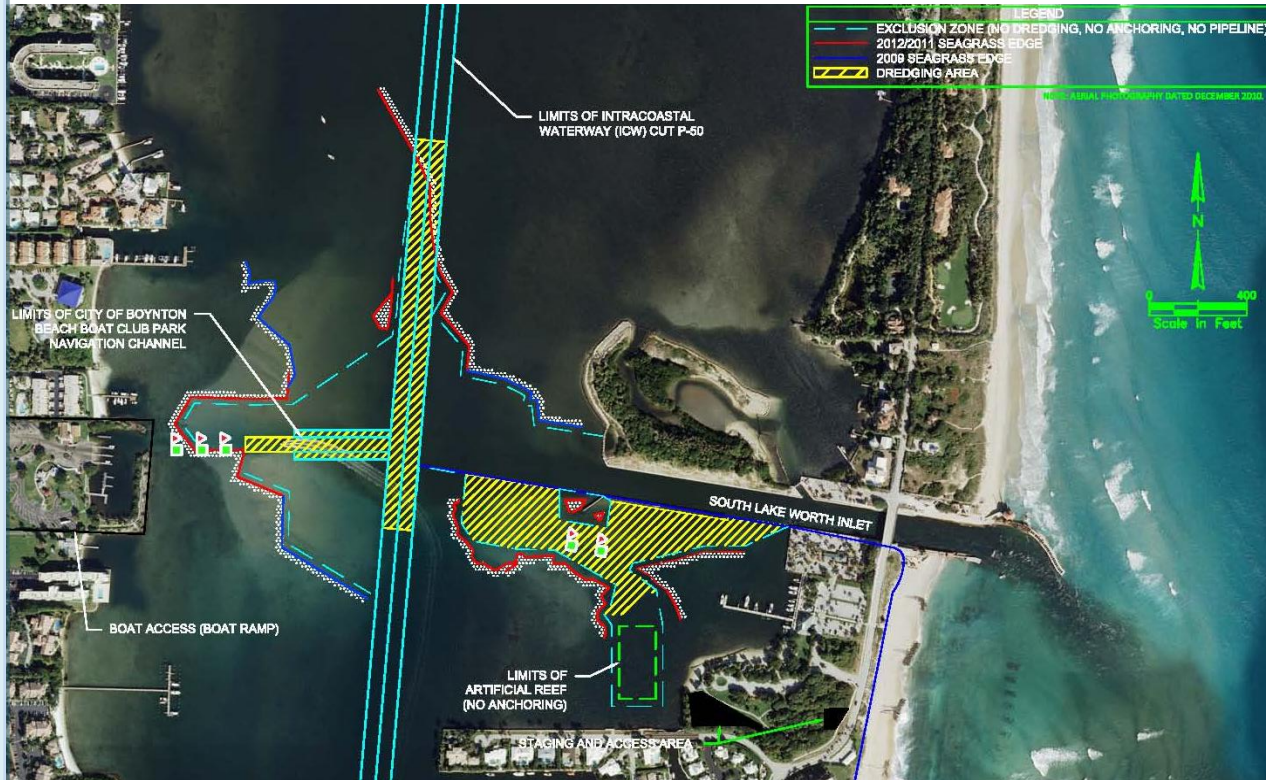 LEGEND
EXCLUSION ZONE (NO DREDGING, NO ANCHORING, NO PIPELINE)
2012/2011 SEAGRASS EDGE
2009 SEAGRASS EDGE
DREDGING AREA
NOTE: AERIAL PHOTOGRAPHY DATED DECEMBER 2010.
LIMITS OF INTRACOASTAL
WATERWAY (ICW) CUT P-50
N
0 400
Scale in Feet
LIMITS OF CITY OF BOYNTON
BEACH BOAT CLUB PARK
NAVIGATION CHANNEL
SOUTH LAKE WORTH INLET
BOAT ACCESS (BOAT RAMP)
LIMITS OF
ARTIFICIAL REEF
(NO ANCHORING)
STAGING AND ACCESS AREA